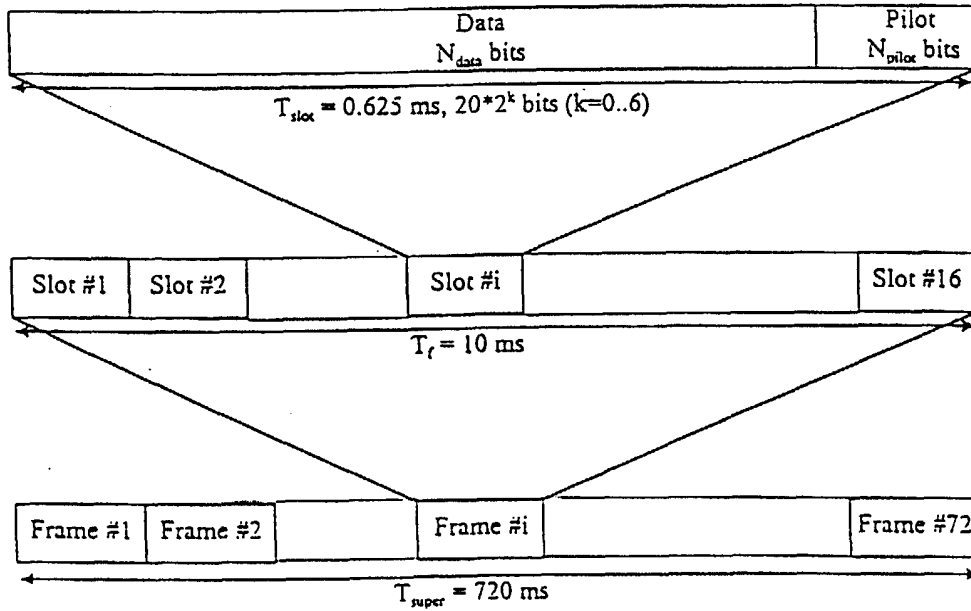 Data
N_data bits
Pilot
N_pilot bits
T_slot = 0.625 ms, 20*2^k bits (k=0..6)
Slot #1
Slot #2
Slot #i
Slot #16
T_f = 10 ms
Frame #1
Frame #2
Frame #i
Frame #72
T_super = 720 ms